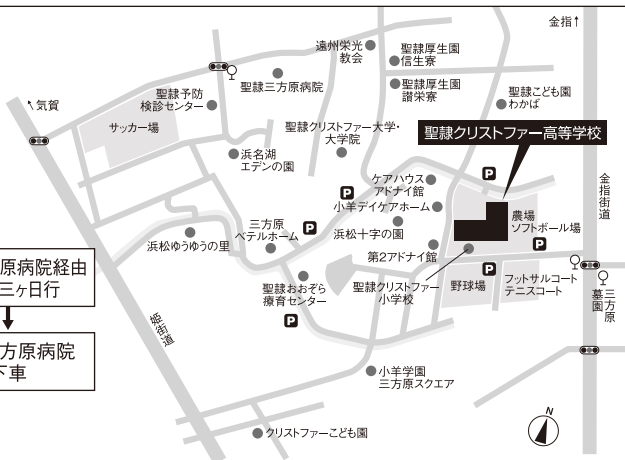 金指↑
遠州栄光
教会
聖隷厚生園
信生寮
聖隷厚生園
讃栄寮
聖隷三方原病院
聖隷予防
検診センター
聖隷こども園
わかば
↖気賀
サッカー場
聖隷クリストファー大学・
大学院
聖隷クリストファー高等学校
浜名湖
エデンの園
P
ケアハウス
アドナイ館
金指街道
P
小羊デイケアホーム
農場
ソフトボール場
三方原
ベテルホーム
P
浜松十字の園
浜松ゆうゆうの里
第2アドナイ館
P
原病院経由
三ヶ日行
聖隷おおぞら
療育センター
聖隷クリストファー
小学校
P
野球場
フットサルコート
テニスコート
三方原
墓園
P
姫街道
方原病院
下車
小羊学園
三方原スクエア
N
クリストファーこども園